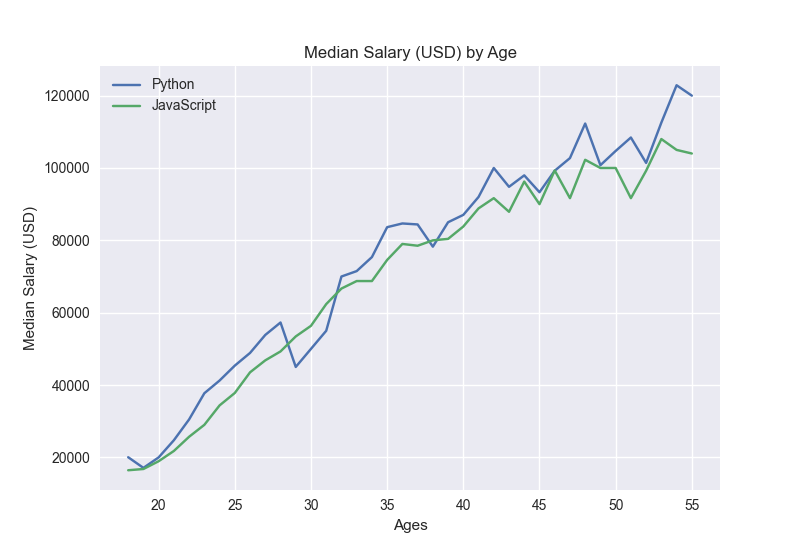 Median Salary (USD) by Age
Python
JavaScript
120000
100000
80000
60000
40000
20000
Median Salary (USD)
20 25 30 35 40 45 50 55
Ages